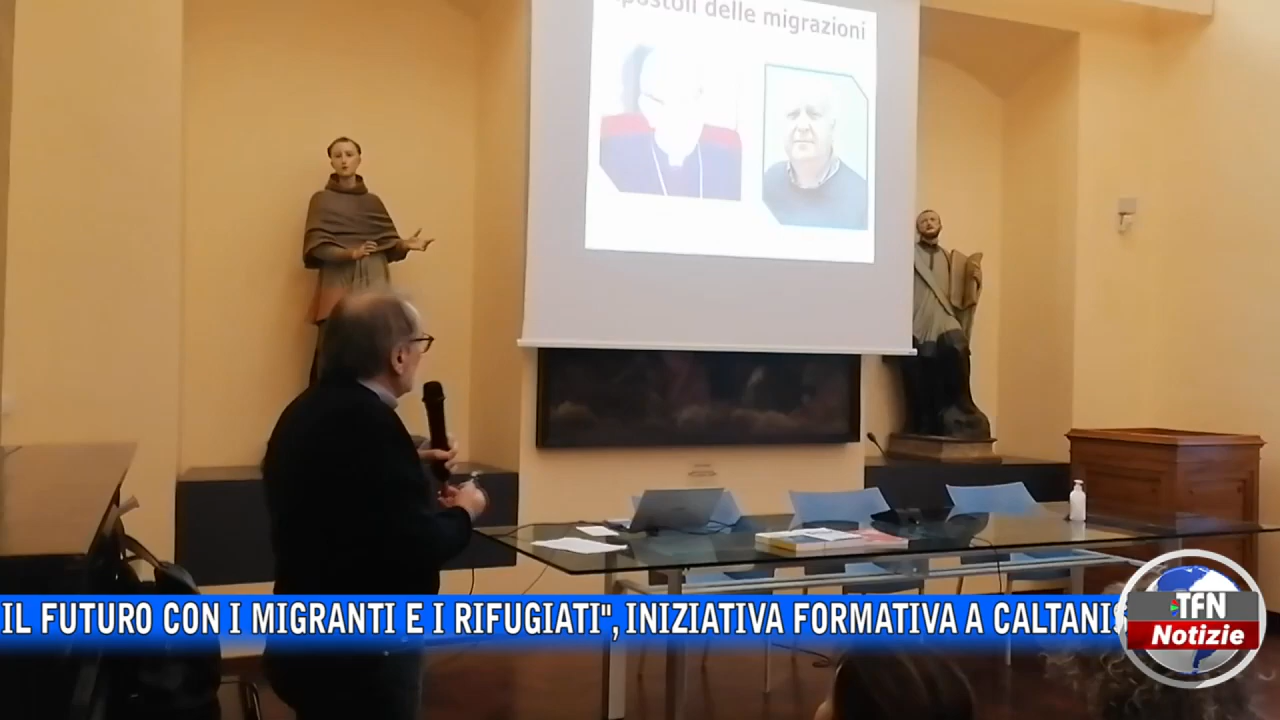 postoli delle migrazioni
IL FUTURO CON I MIGRANTI E I RIFUGIATI", INIZIATIVA FORMATIVA A CALTANIS
TFN
Notizie